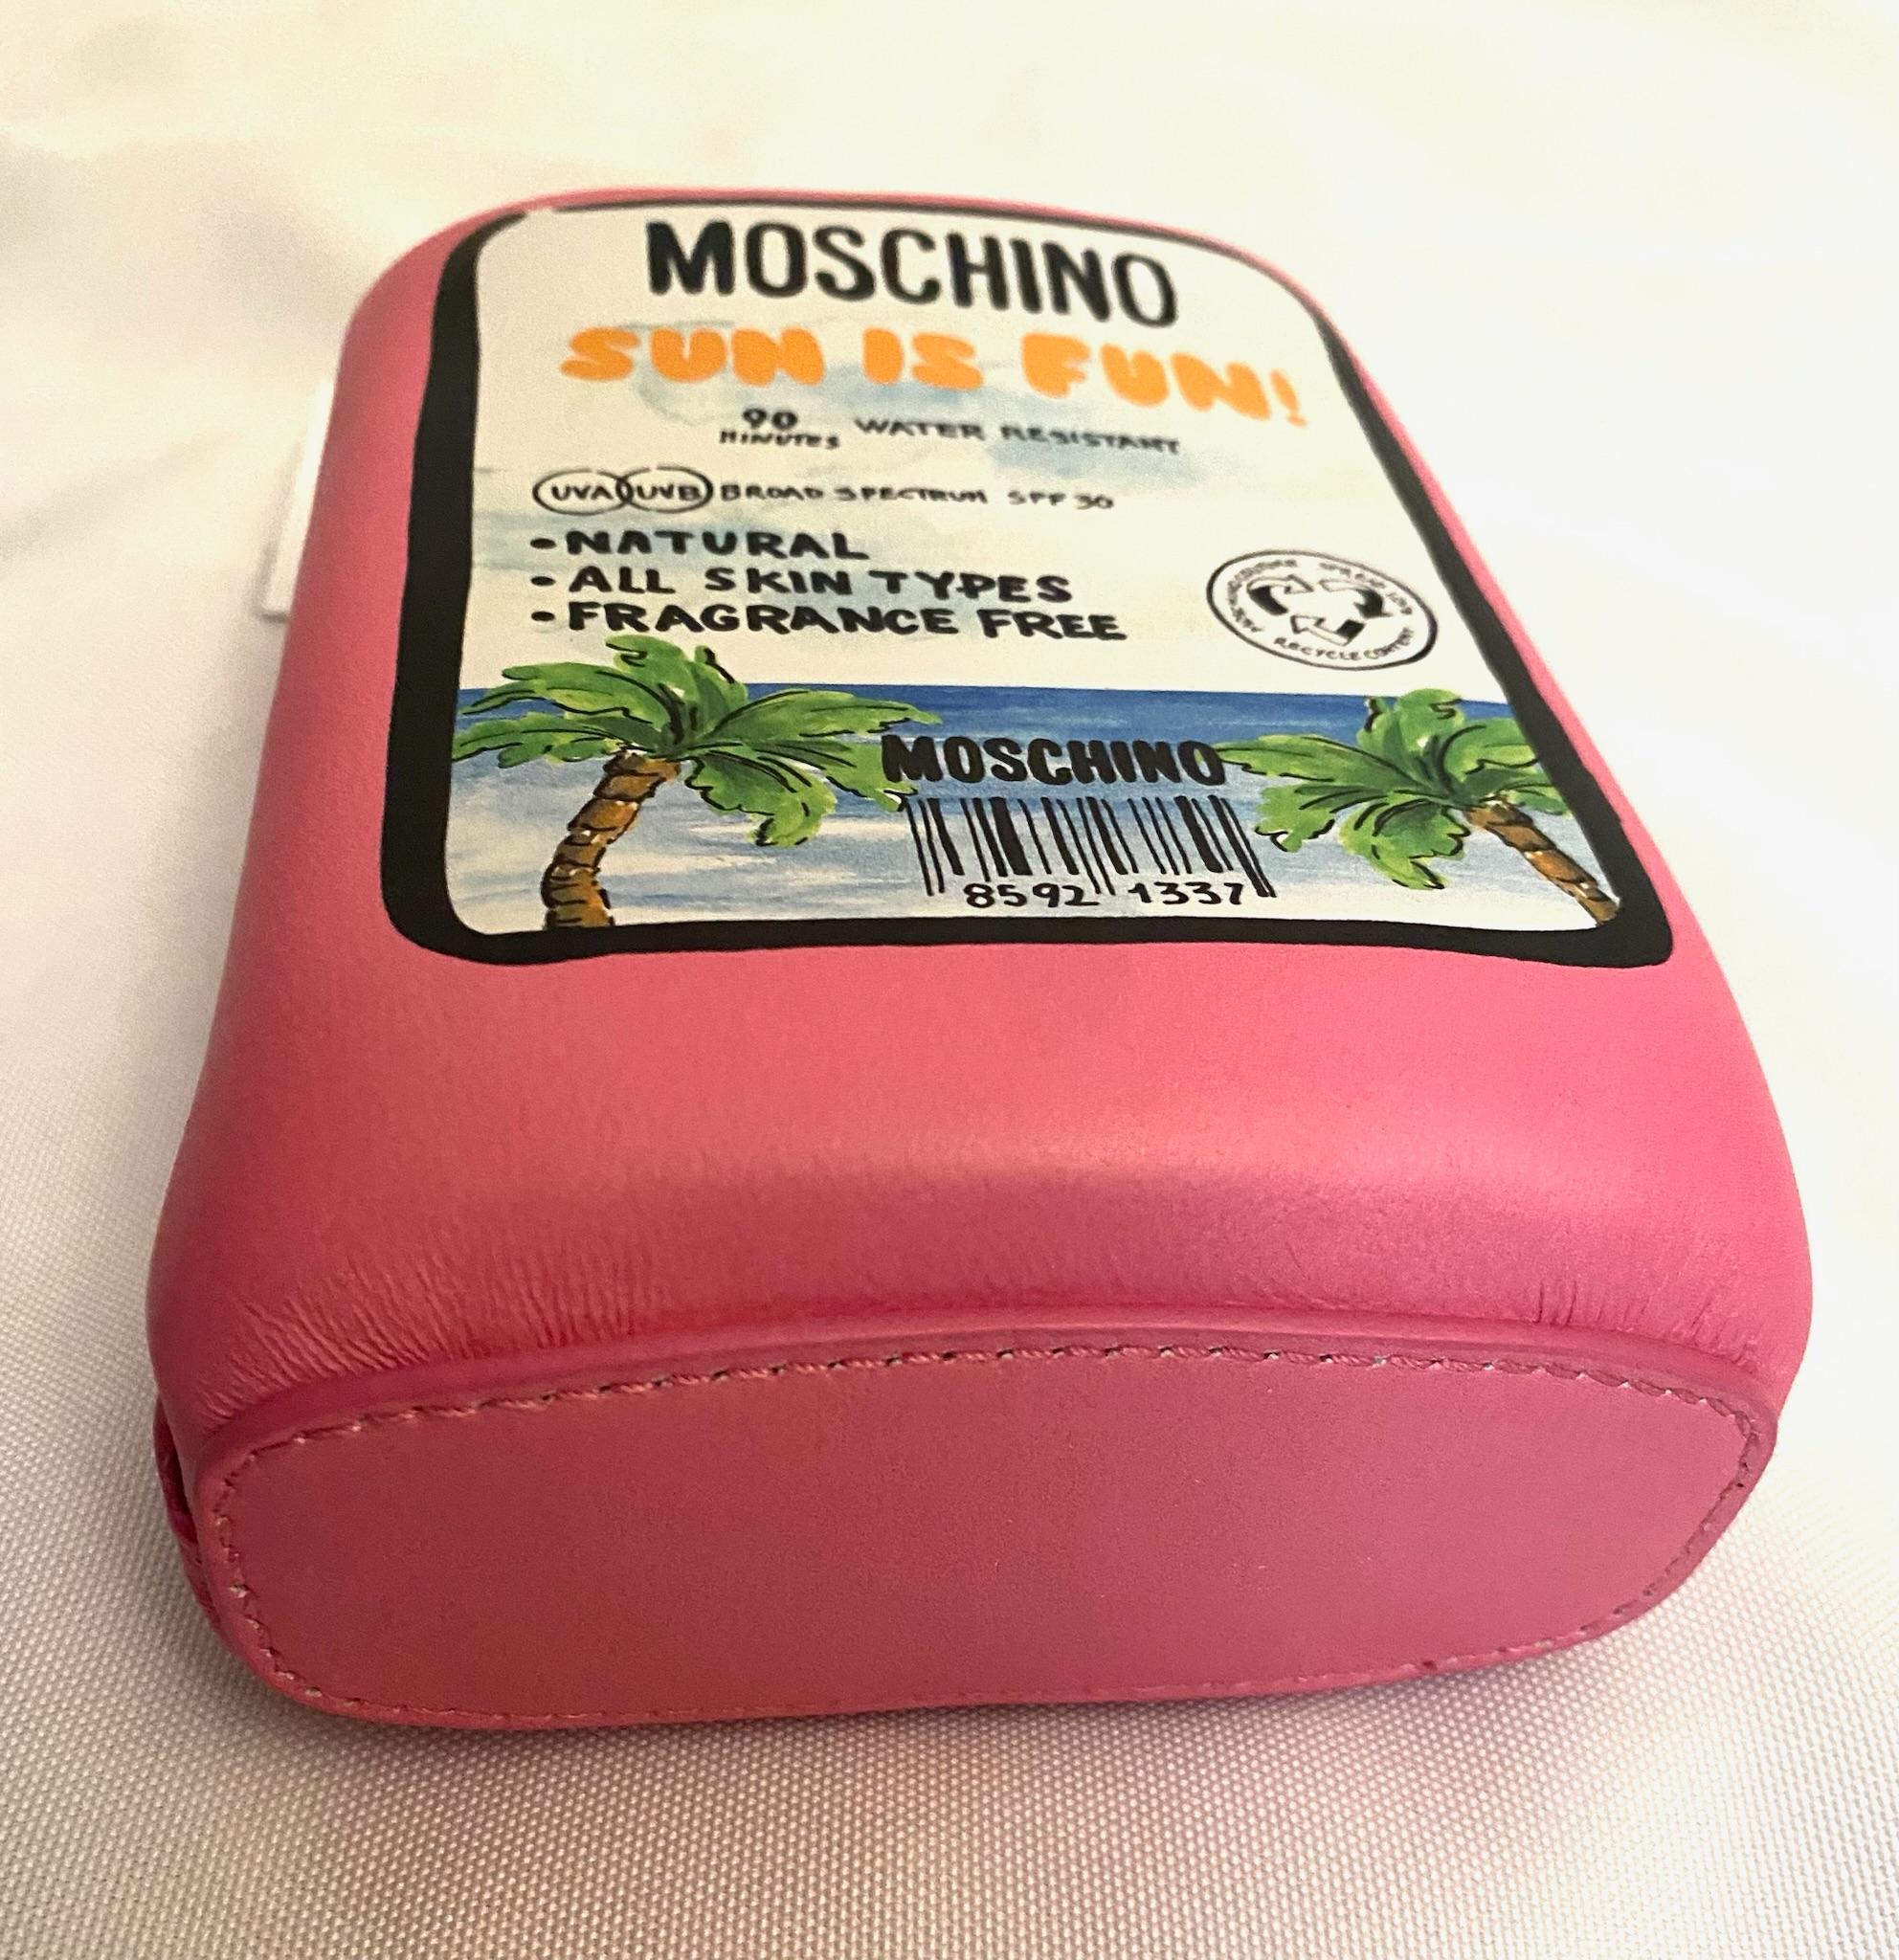 MOSCHINO
SUN IS FUN!
90 MINUTES WATER RESISTANT
UVA UVB BROAD SPECTRUM SPF 30
•NATURAL
•ALL SKIN TYPES
•FRAGRANCE FREE
RECYCLE CONTENT
MOSCHINO
8592 1337